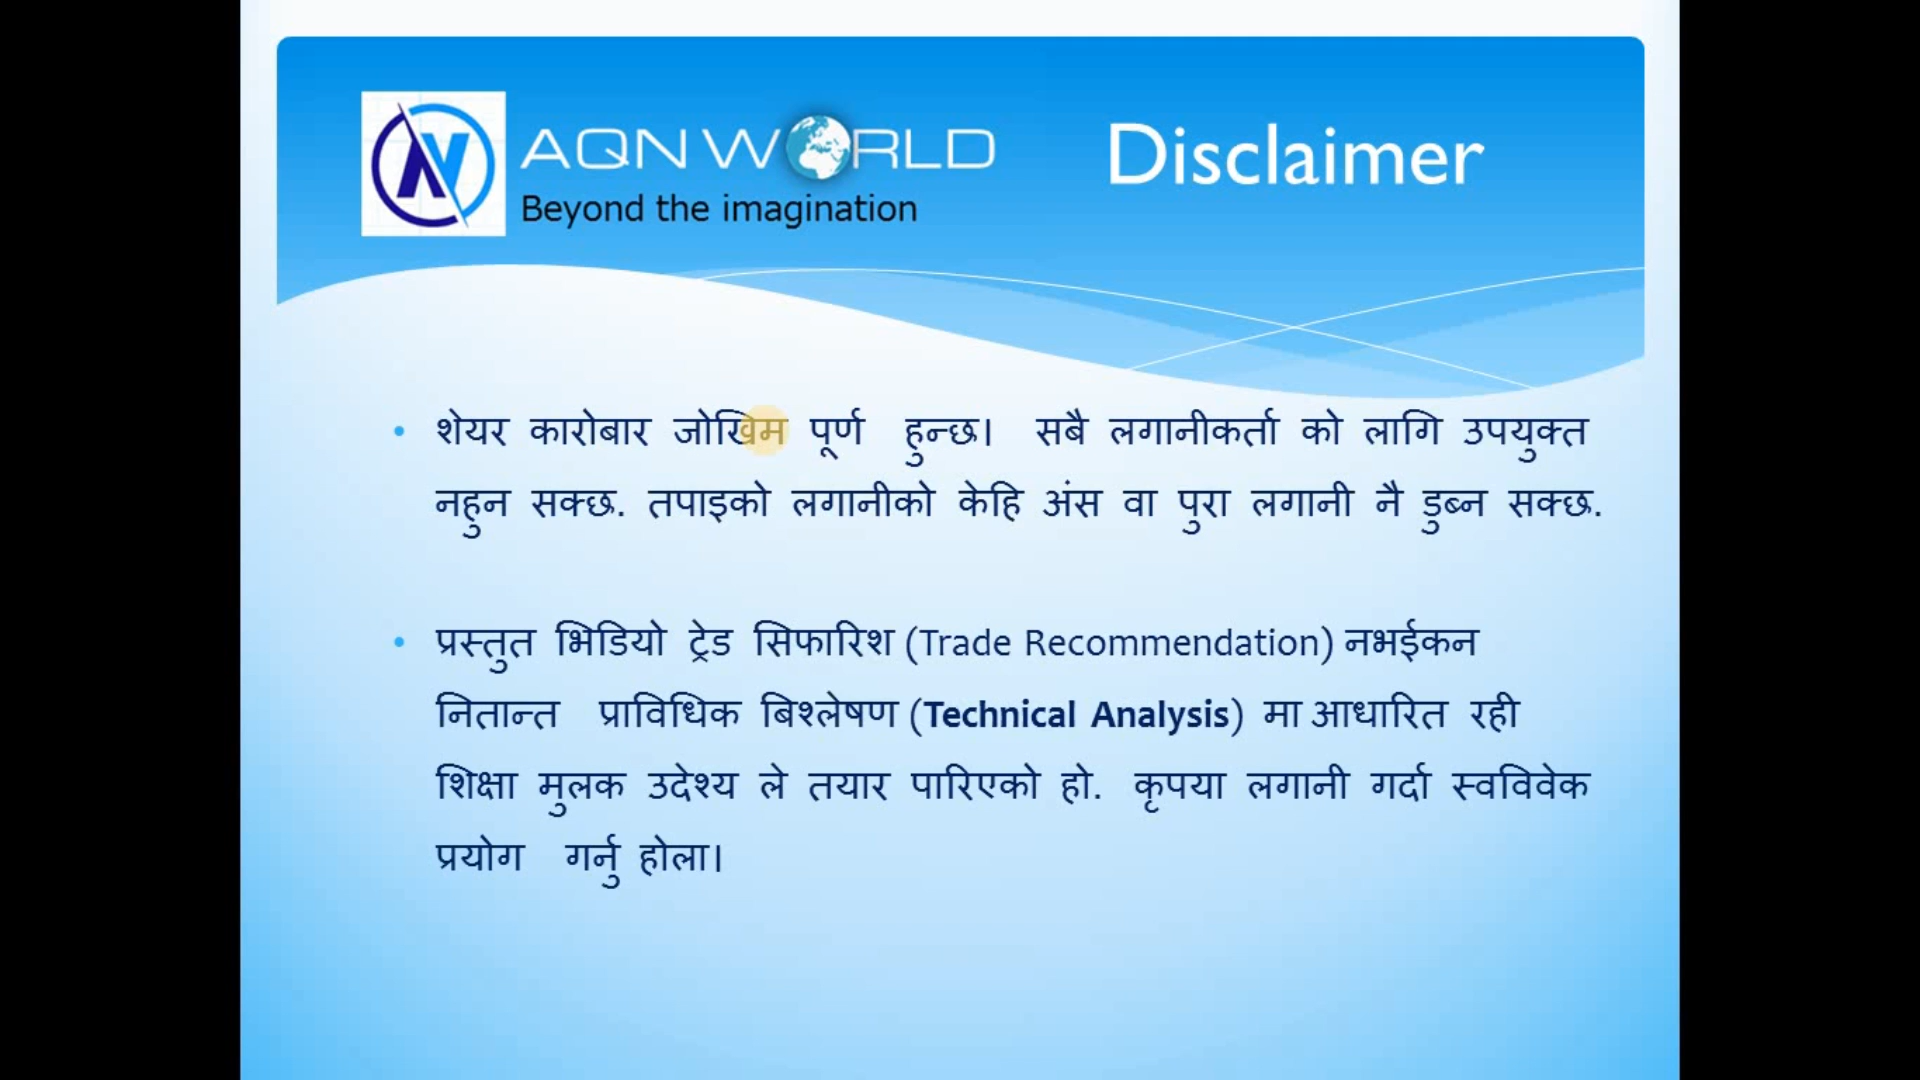 AQN WORLD Disclaimer
Beyond the imagination
• शेयर कारोबार जोखिम पूर्ण हुन्छ। सबै लगानीकर्ता को लागि उपयुक्त
नहुन सक्छ. तपाइको लगानीको केहि अंस वा पुरा लगानी नै डुब्न सक्छ.
• प्रस्तुत भिडियो ट्रेड सिफारिश (Trade Recommendation) नभईकन
नितान्त प्राविधिक बिश्लेषण (Technical Analysis) मा आधारित रही
शिक्षा मुलक उदेश्य ले तयार पारिएको हो. कृपया लगानी गर्दा स्वविवेक
प्रयोग गर्नु होला।